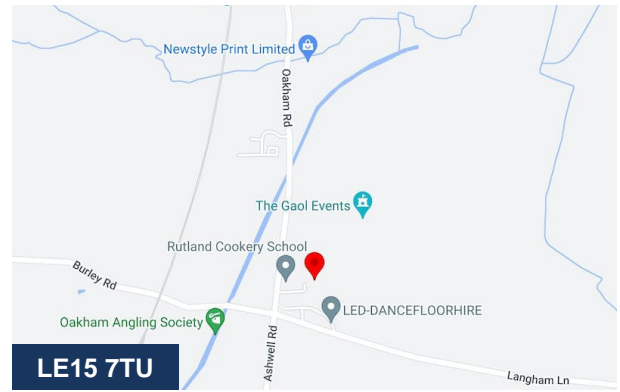 Newstyle Print Limited
Oakham Rd
The Gaol Events
Rutland Cookery School
Burley Rd
LED-DANCEFLOORHIRE
Oakham Angling Society
Ashwell Rd
LE15 7TU
Langham Ln